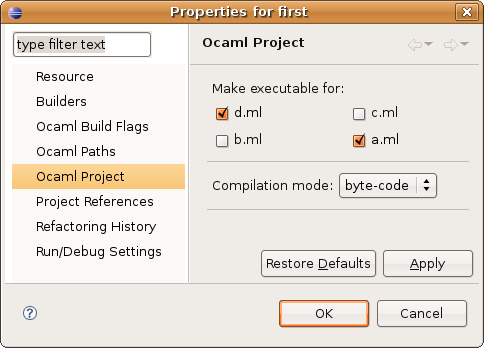 Properties for first
type filter text
Resource
Builders
Ocaml Build Flags
Ocaml Paths
Ocaml Project
Project References
Refactoring History
Run/Debug Settings
Ocaml Project
Make executable for:
d.ml c.ml
b.ml a.ml
Compilation mode: byte-code
Restore Defaults Apply
? OK Cancel